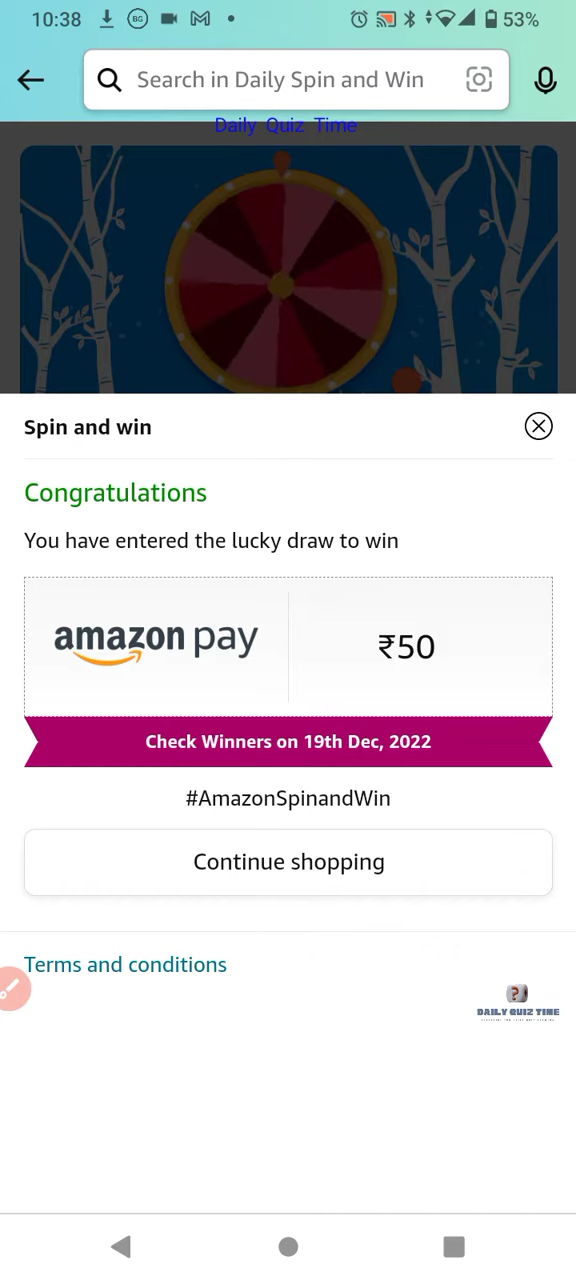 10:38
BG
53%
Search in Daily Spin and Win
Daily Quiz Time
Spin and win
Congratulations
You have entered the lucky draw to win
amazon pay
₹50
Check Winners on 19th Dec, 2022
#AmazonSpinandWin
Continue shopping
Terms and conditions
?
DAILY QUIZ TIME